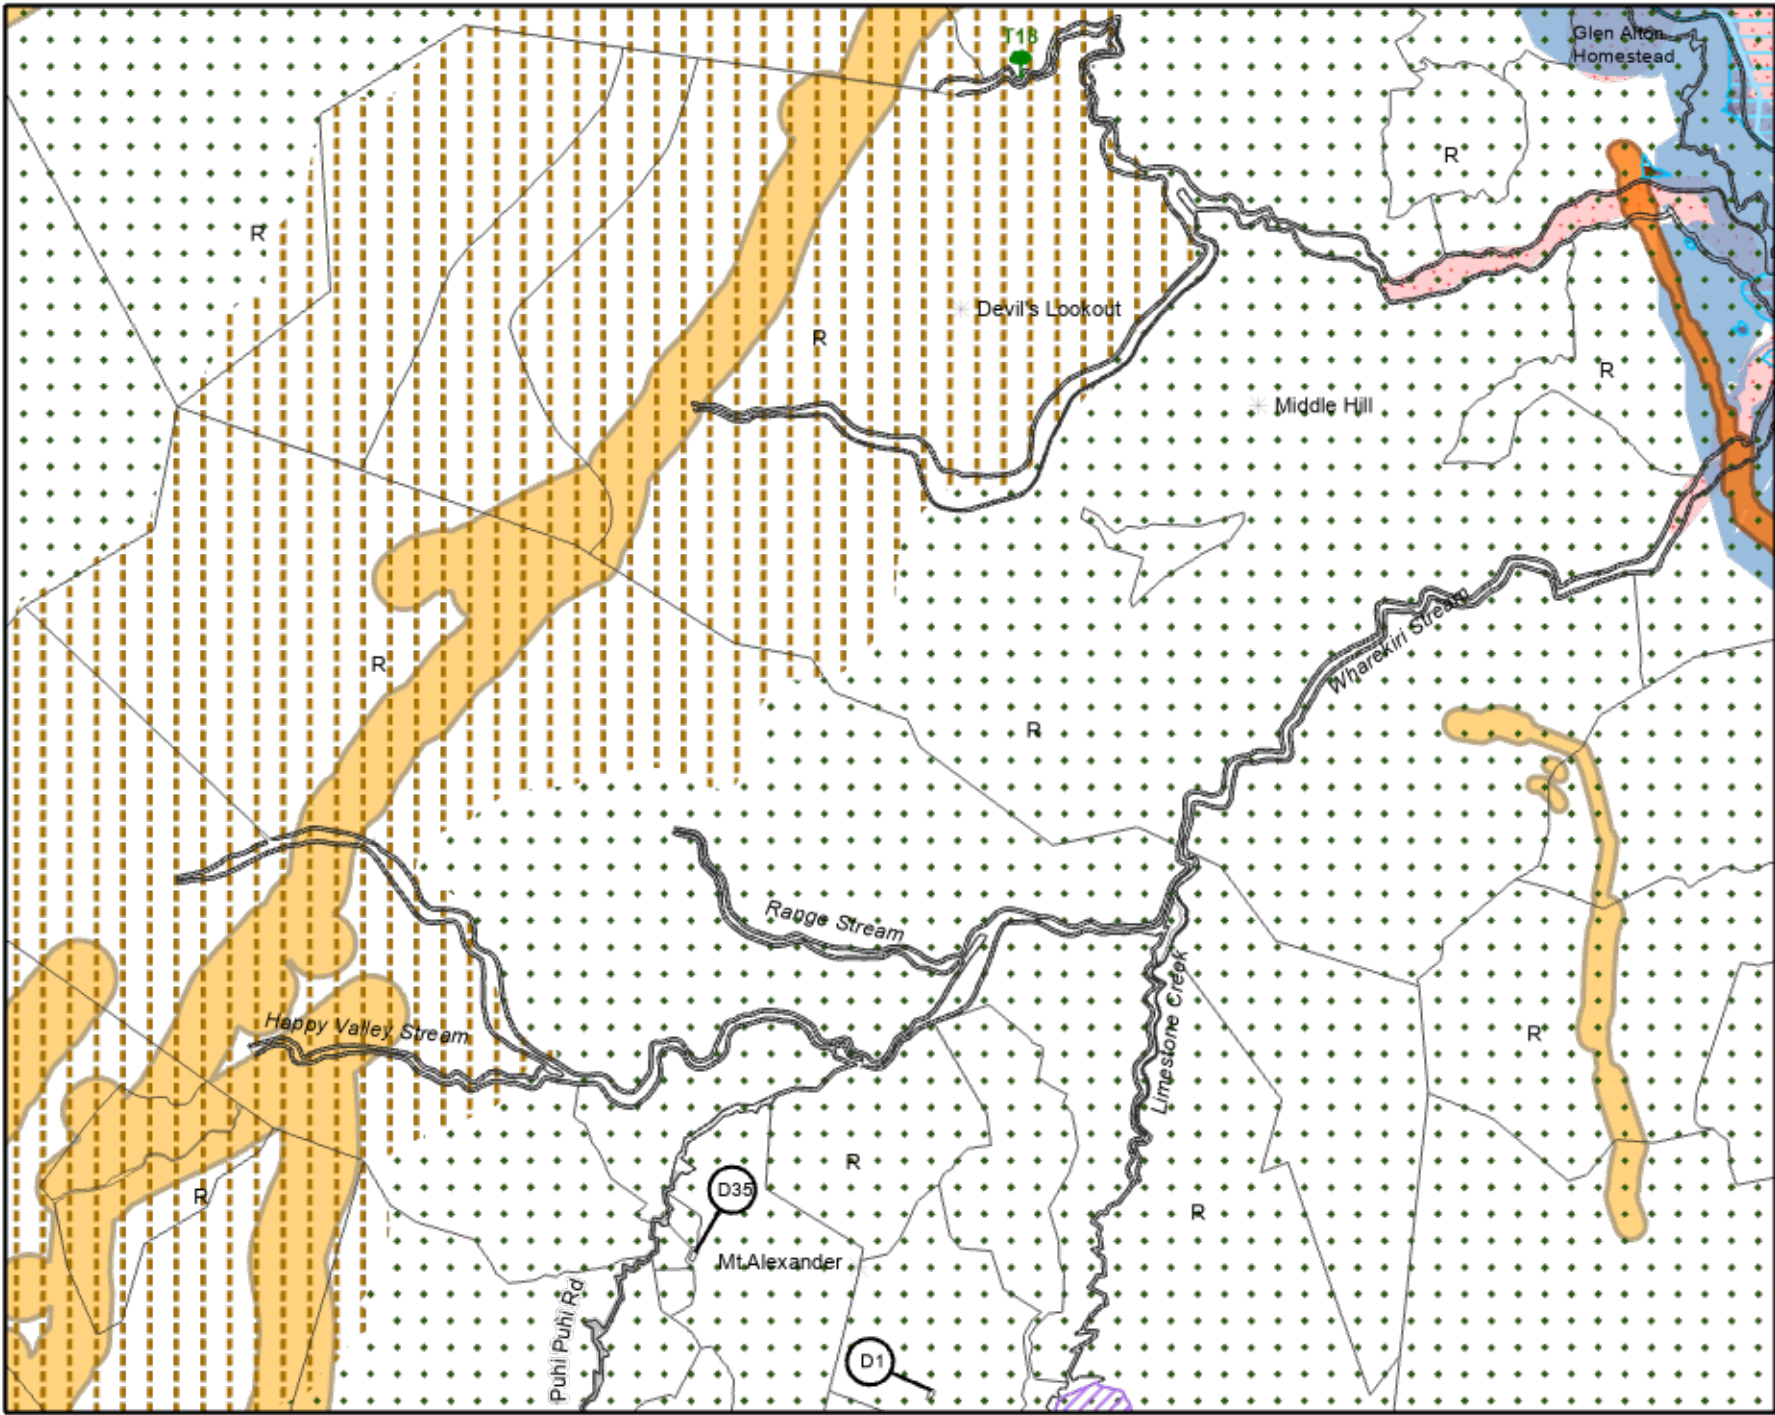 T18
Glen Alton
Homestead
R
R
Devil's Lookout
R
R
Middle Hill
Wharekiri Stream
R
R
Range Stream
Limestone Creek
Happy Valley Stream
R
R
D35
R
R
Mt Alexander
Puhi Puhi Rd
D1